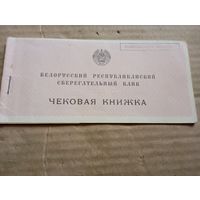 БЕЛОРУССКИЙ РЕСПУБЛИКАНСКИЙ
СБЕРЕГАТЕЛЬНЫЙ БАНК
ЧЕКОВАЯ КНИЖКА